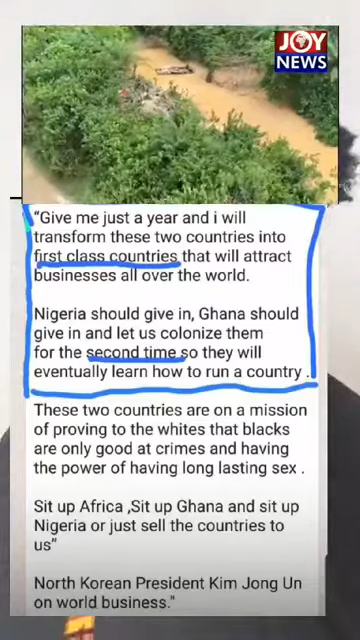 JOY
NEWS
“Give me just a year and i will
transform these two countries into
first class countries that will attract
businesses all over the world.
Nigeria should give in, Ghana should
give in and let us colonize them
for the second time so they will
eventually learn how to run a country .
These two countries are on a mission
of proving to the whites that blacks
are only good at crimes and having
the power of having long lasting sex .
Sit up Africa ,Sit up Ghana and sit up
Nigeria or just sell the countries to
us”
North Korean President Kim Jong Un
on world business."